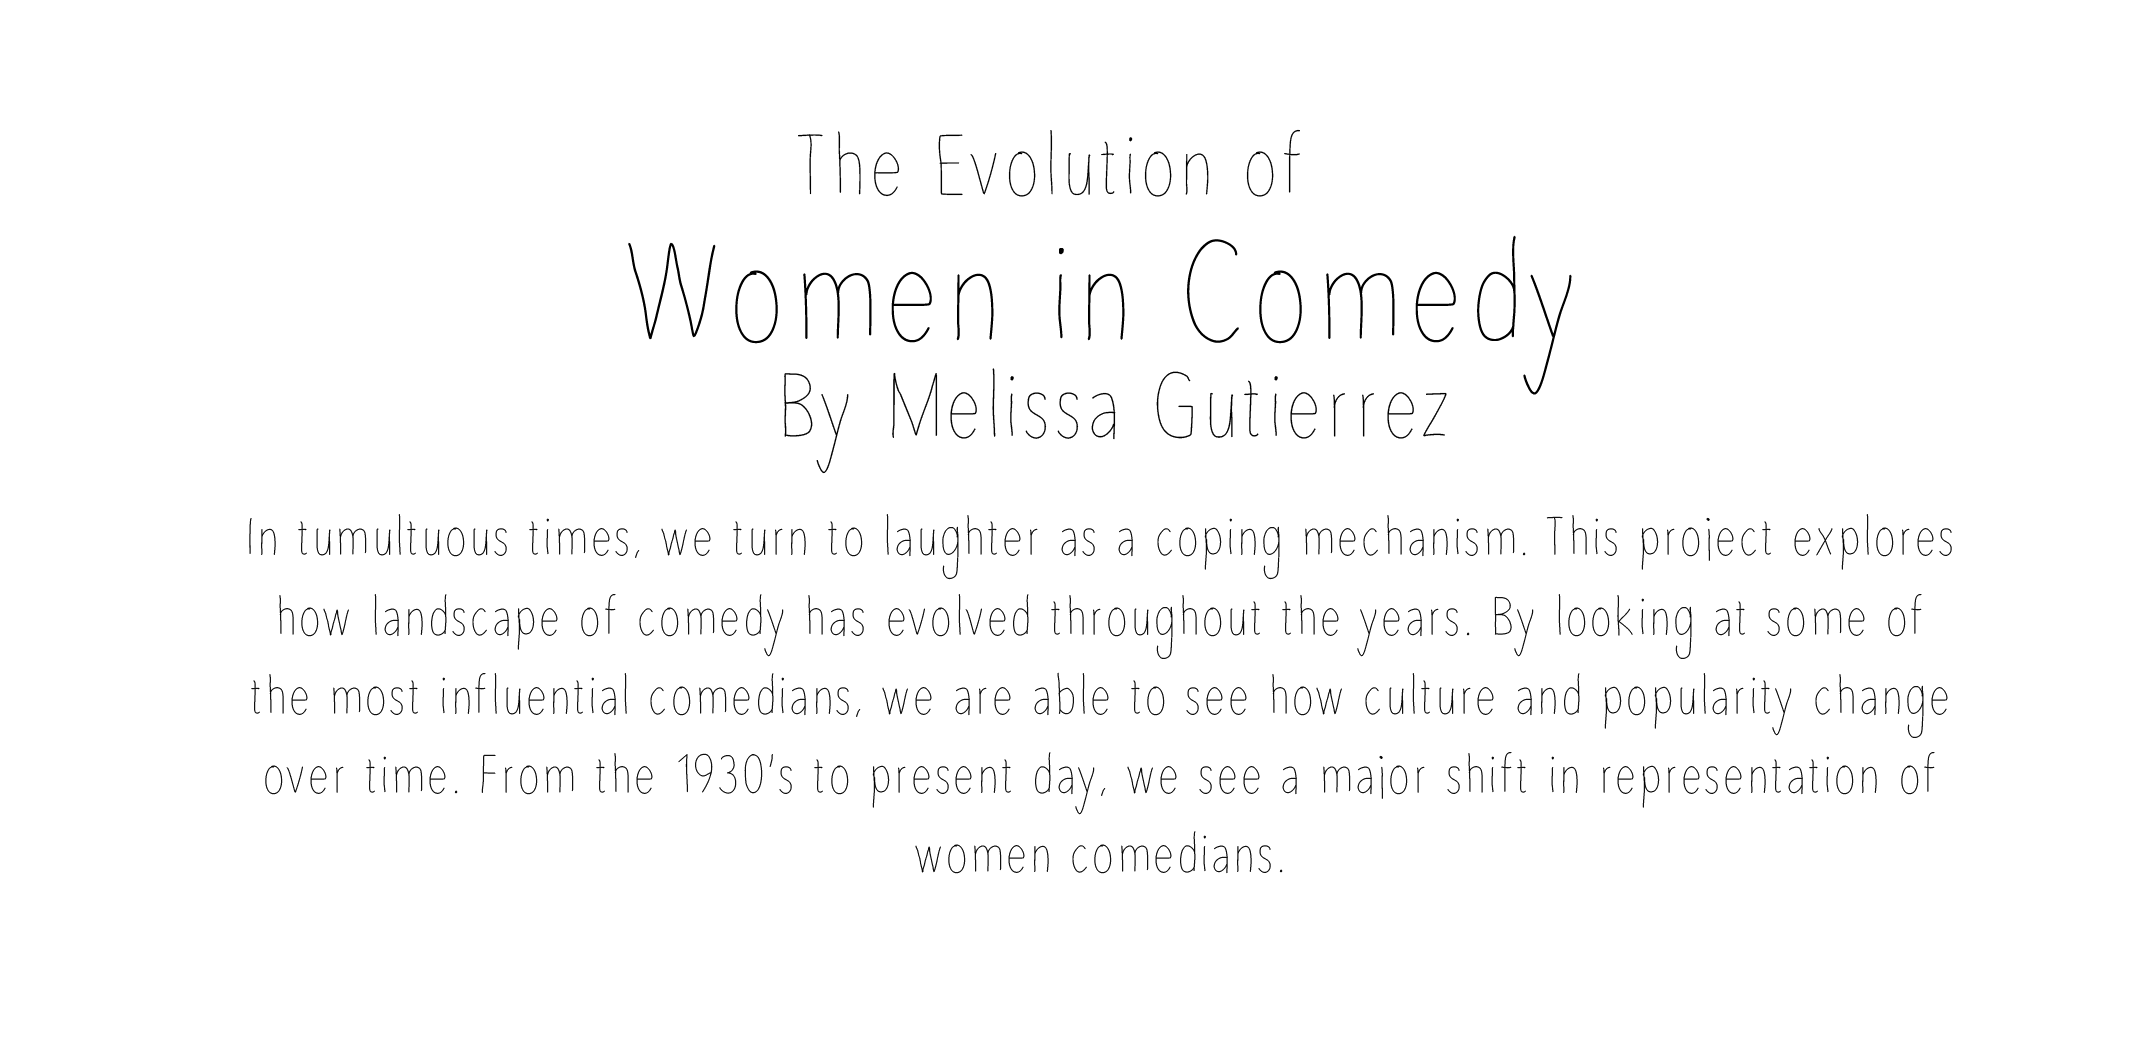 The Evolution of
Women in Comedy
By Melissa Gutierrez
In tumultuous times, we turn to laughter as a coping mechanism. This project explores
how landscape of comedy has evolved throughout the years. By looking at some of
the most influential comedians, we are able to see how culture and popularity change
over time. From the 1930's to present day, we see a major shift in representation of
women comedians.